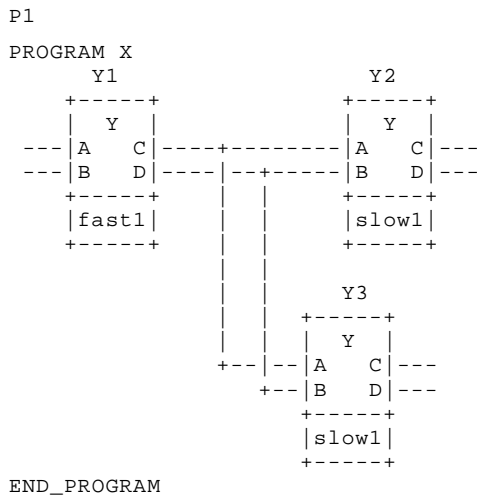 P1
PROGRAM X
Y1 Y2
+-----+ +-----+
| Y | | Y |
---|A C|----+--------|A C|---
---|B D|----|--+-----|B D|---
+-----+ | | +-----+
|fast1| | | |slow1|
+-----+ | | +-----+
| |
| | Y3
| | +-----+
| | | Y |
+--|--|A C|---
+--|B D|---
+-----+
|slow1|
+-----+
END_PROGRAM